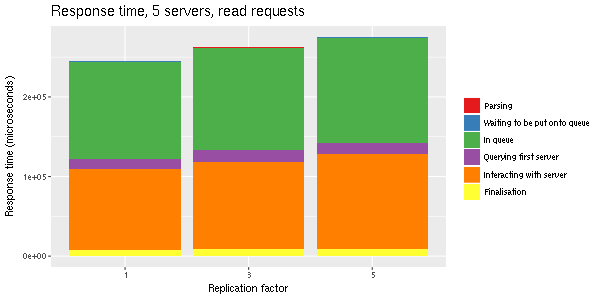 Response time, 5 servers, read requests
Response time (microseconds)
2e+05
1e+05
0e+00
1
3
5
Replication factor
Parsing
Waiting to be put onto queue
In queue
Querying first server
Interacting with server
Finalisation